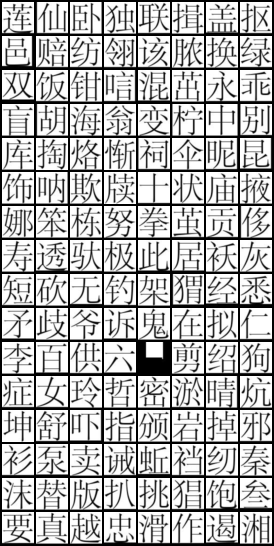 莲仙卧独联揖盖抠
邑赔纺翎该脓换绿
双饭钳唁混茁永乖
盲胡海翁变柠中别
库掏烙惭祠伞昵昆
饰呐欺牍十状庙掖
娜笨栋努拳茧贡侈
寿透驮极此居袄灰
短砍无钓架猬经悉
矛歧爷诉鬼在拟仁
李百供六剪绍狗
症女玲哲密淤晴炕
坤舒吓指颁岩掉邪
衫泵卖诫蚯裆纫秦
沫替版扒挑猖饱叁
要真越忠滑作遏湘